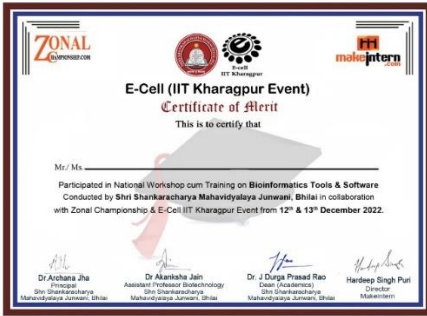 ZONAL
CHAMPIONSHIP.COM
E-cell
IIT Kharagpur
makeintern
.com
E-Cell (IIT Kharagpur Event)
Certificate of Merit
This is to certify that
Mr./ Ms.
Participated in National Workshop cum Training on Bioinformatics Tools & Software
Conducted by Shri Shankaracharya Mahavidyalaya Junwani, Bhilai in collaboration
with Zonal Championship & E-Cell IIT Kharagpur Event from 12th & 13th December 2022.
Dr.Archana Jha
Principal
Shri Shankaracharya
Mahavidyalaya Junwani, Bhilai
Dr Akanksha Jain
Assistant Professor Biotechnology
Shri Shankaracharya
Mahavidyalaya Junwani, Bhilai
Dr. J Durga Prasad Rao
Dean (Academics)
Shri Shankaracharya
Mahavidyalaya Junwani, Bhilai
Hardeep Singh Puri
Director
Makeintern